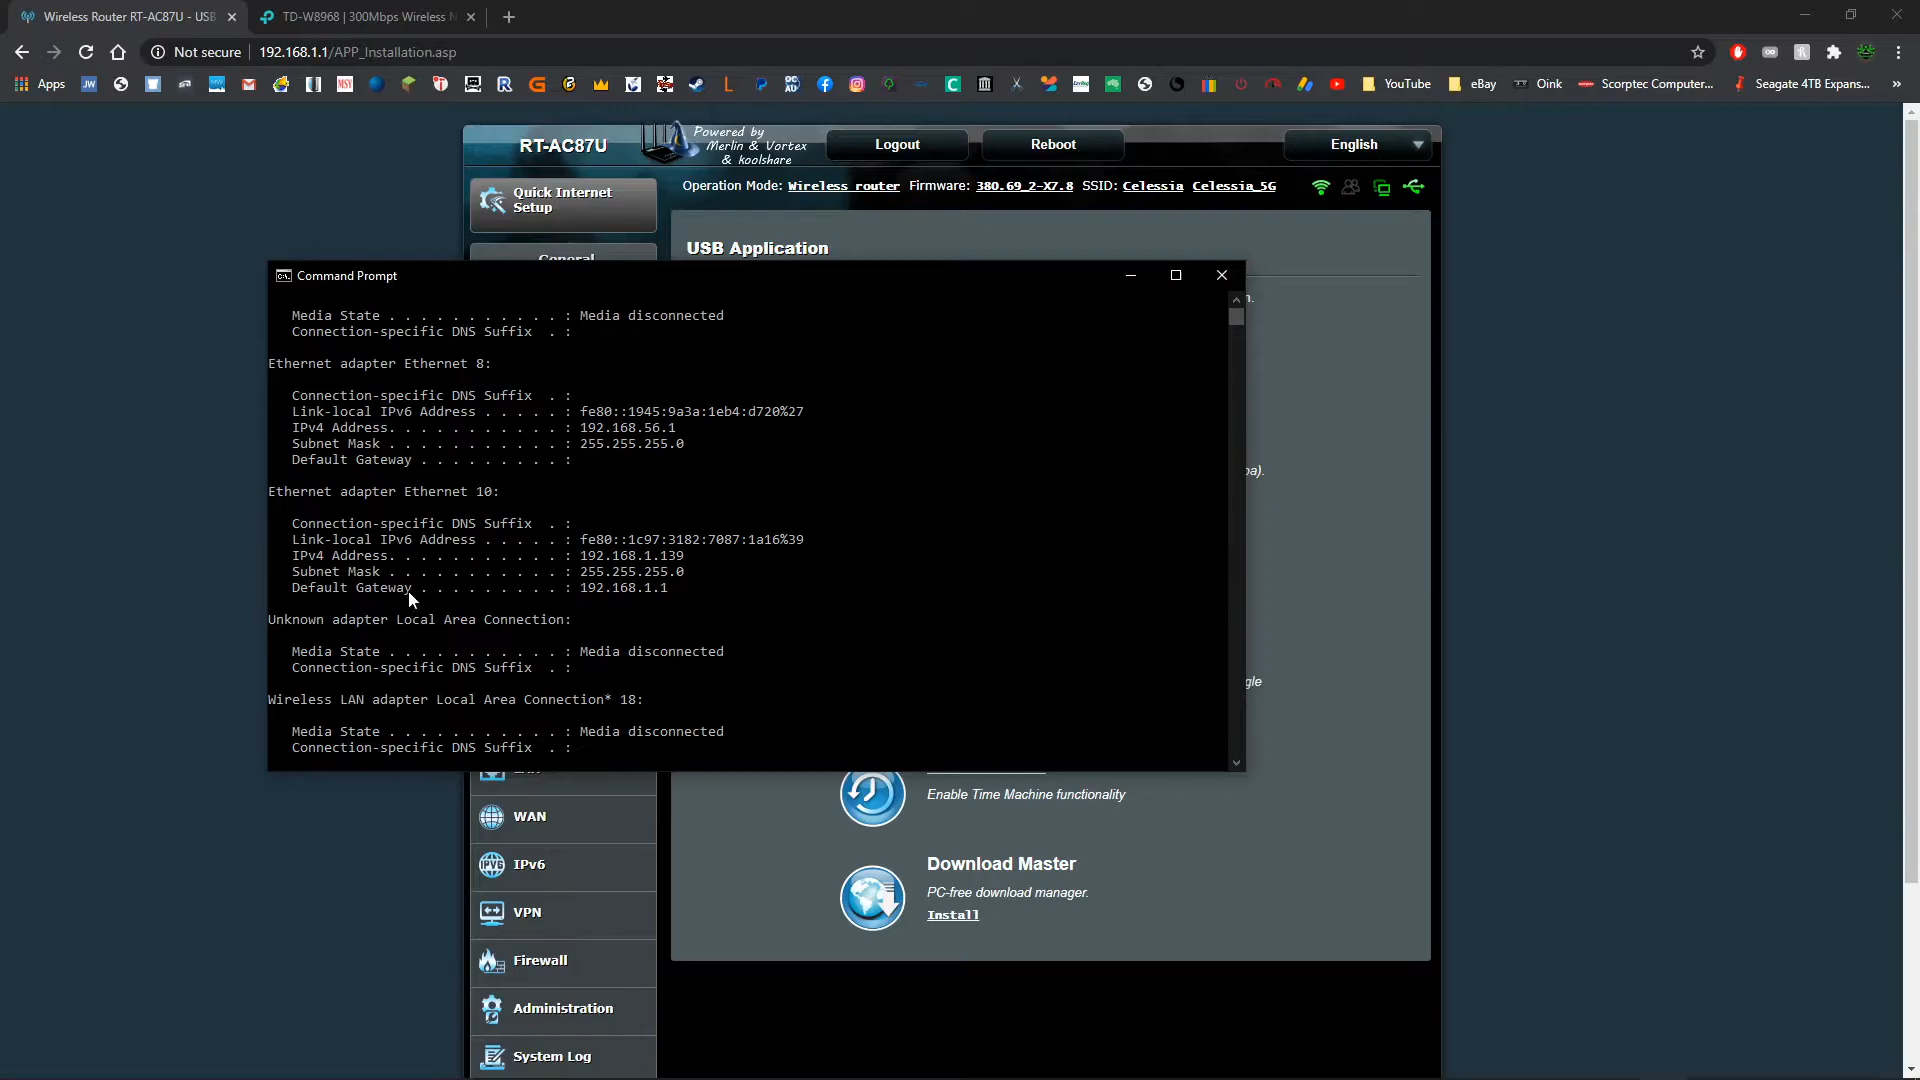 Wireless Router RT-AC87U - USB
TD-W8968 | 300Mbps Wireless N
Not secure
192.168.1.1/APP_Installation.asp
Apps
YouTube
eBay
Oink
Scorptec Computer...
Seagate 4TB Expans...
RT-AC87U
Powered by
Merlin & Vortex
& koolshare
Logout
Reboot
English
Quick Internet
Setup
Operation Mode: Wireless router Firmware: 380.69_2-X7.8 SSID: Celessia Celessia_5G
General
USB Application
Command Prompt
n.
Media State . . . . . . . . . . . : Media disconnected
Connection-specific DNS Suffix  . :
Ethernet adapter Ethernet 8:
Connection-specific DNS Suffix  . :
Link-local IPv6 Address . . . . . : fe80::1945:9a3a:1eb4:d720%27
IPv4 Address. . . . . . . . . . . : 192.168.56.1
Subnet Mask . . . . . . . . . . . : 255.255.255.0
Default Gateway . . . . . . . . . :
ba).
Ethernet adapter Ethernet 10:
Connection-specific DNS Suffix  . :
Link-local IPv6 Address . . . . . : fe80::1c97:3182:7087:1a16%39
IPv4 Address. . . . . . . . . . . : 192.168.1.139
Subnet Mask . . . . . . . . . . . : 255.255.255.0
Default Gateway . . . . . . . . . : 192.168.1.1
Unknown adapter Local Area Connection:
Media State . . . . . . . . . . . : Media disconnected
Connection-specific DNS Suffix  . :
gle
Wireless LAN adapter Local Area Connection* 18:
Media State . . . . . . . . . . . : Media disconnected
Connection-specific DNS Suffix  . :
Enable Time Machine functionality
WAN
IPv6
Download Master
PC-free download manager.
Install
VPN
Firewall
Administration
System Log